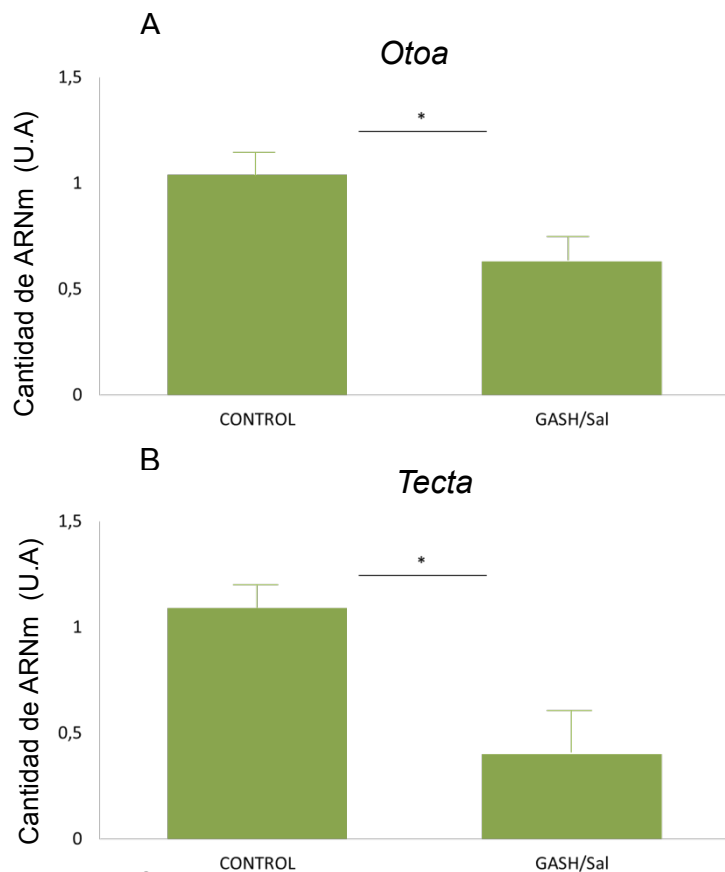 A
Otoa
Cantidad de ARNm (U.A)
1,5
*
1
0,5
0
CONTROL GASH/Sal
B
Tecta
Cantidad de ARNm (U.A)
1,5
*
1
0,5
0
CONTROL GASH/Sal